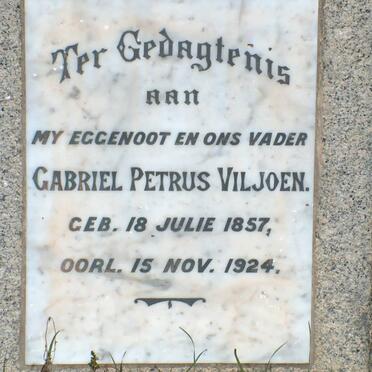 Ter Gedagtenis
aan
MY EGGENOOT EN ONS VADER
GABRIEL PETRUS VILJOEN.
GEB. 18 JULIE 1857,
OORL. 15 NOV. 1924.